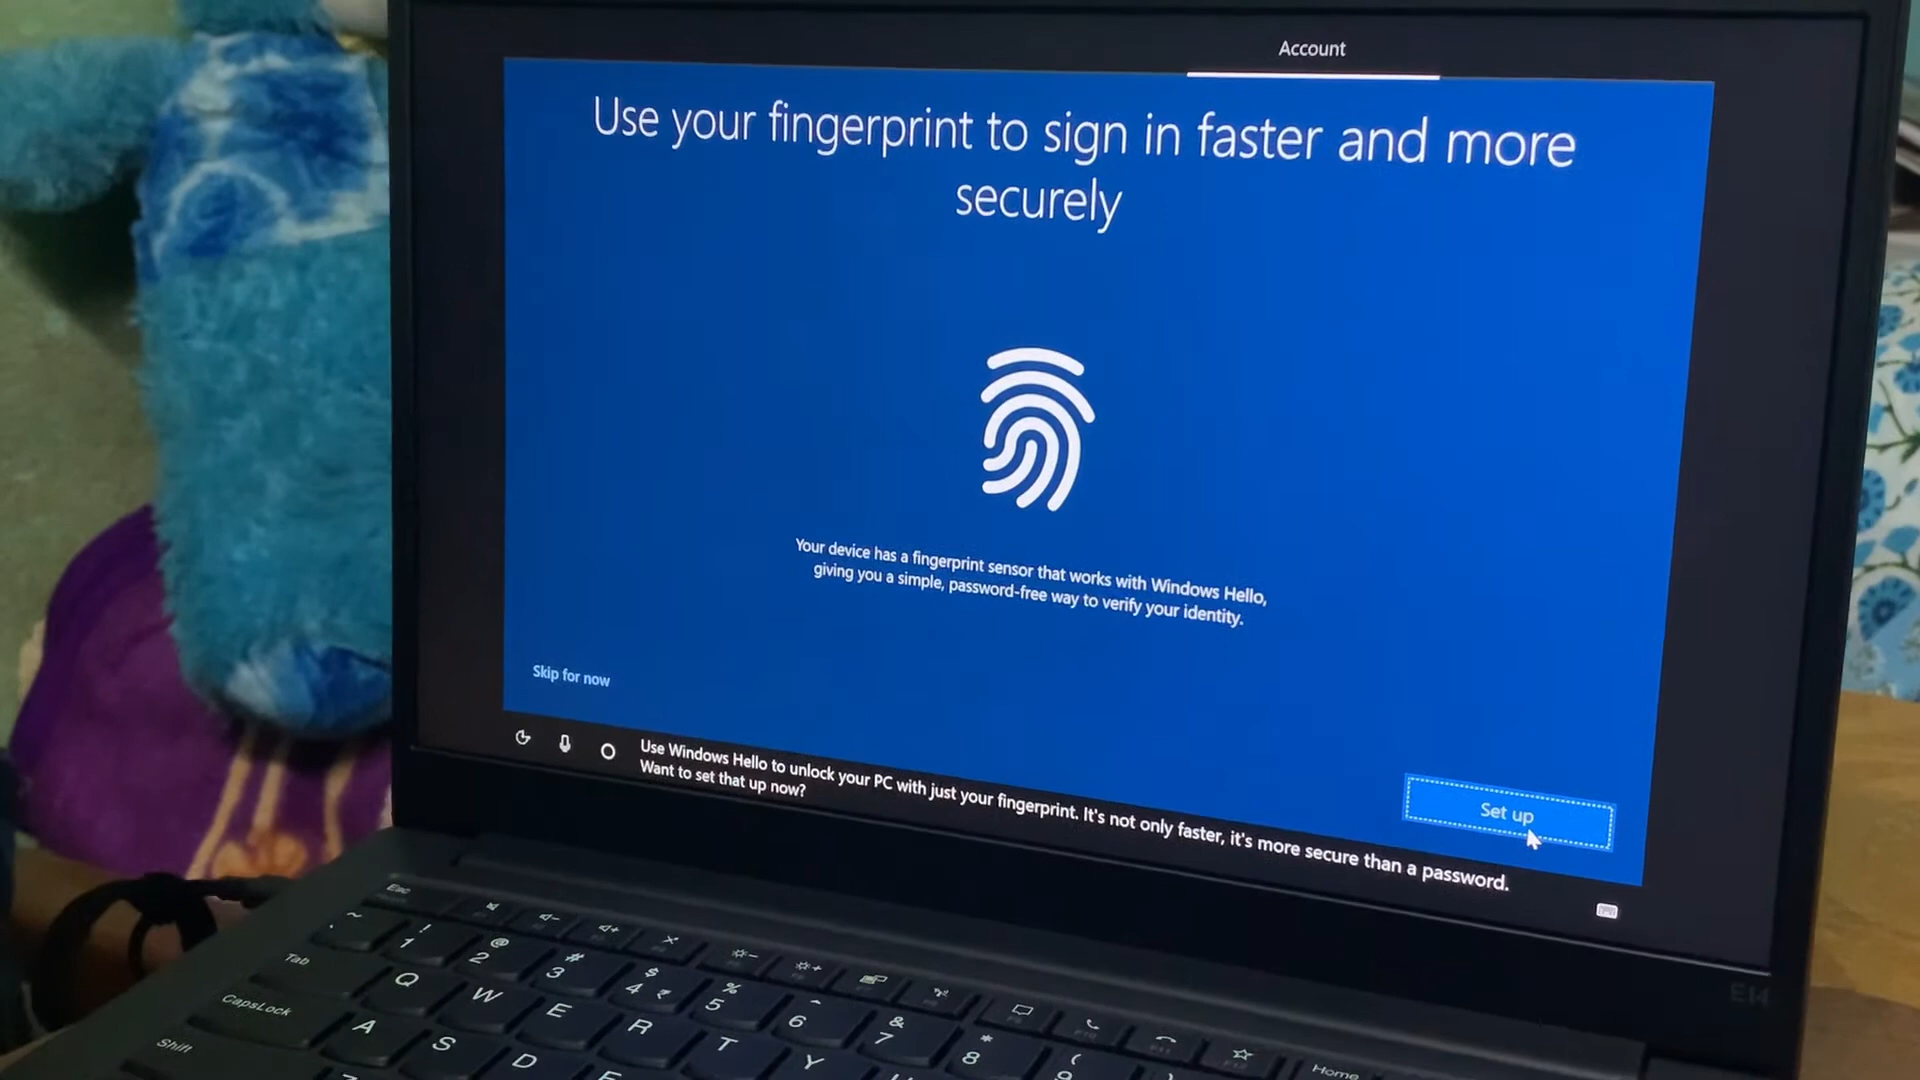 Account
Use your fingerprint to sign in faster and more
securely
Your device has a fingerprint sensor that works with Windows Hello,
giving you a simple, password-free way to verify your identity.
Skip for now
Set up
Use Windows Hello to unlock your PC with just your fingerprint. It's not only faster, it's more secure than a password.
Want to set that up now?
E14
Esc
Home
~ ! @ # $ % ^ & * (
1 2 3 4 ₹ 5 6 7 8 9
Tab Q W E R T Y
CapsLock A S D F
Shift